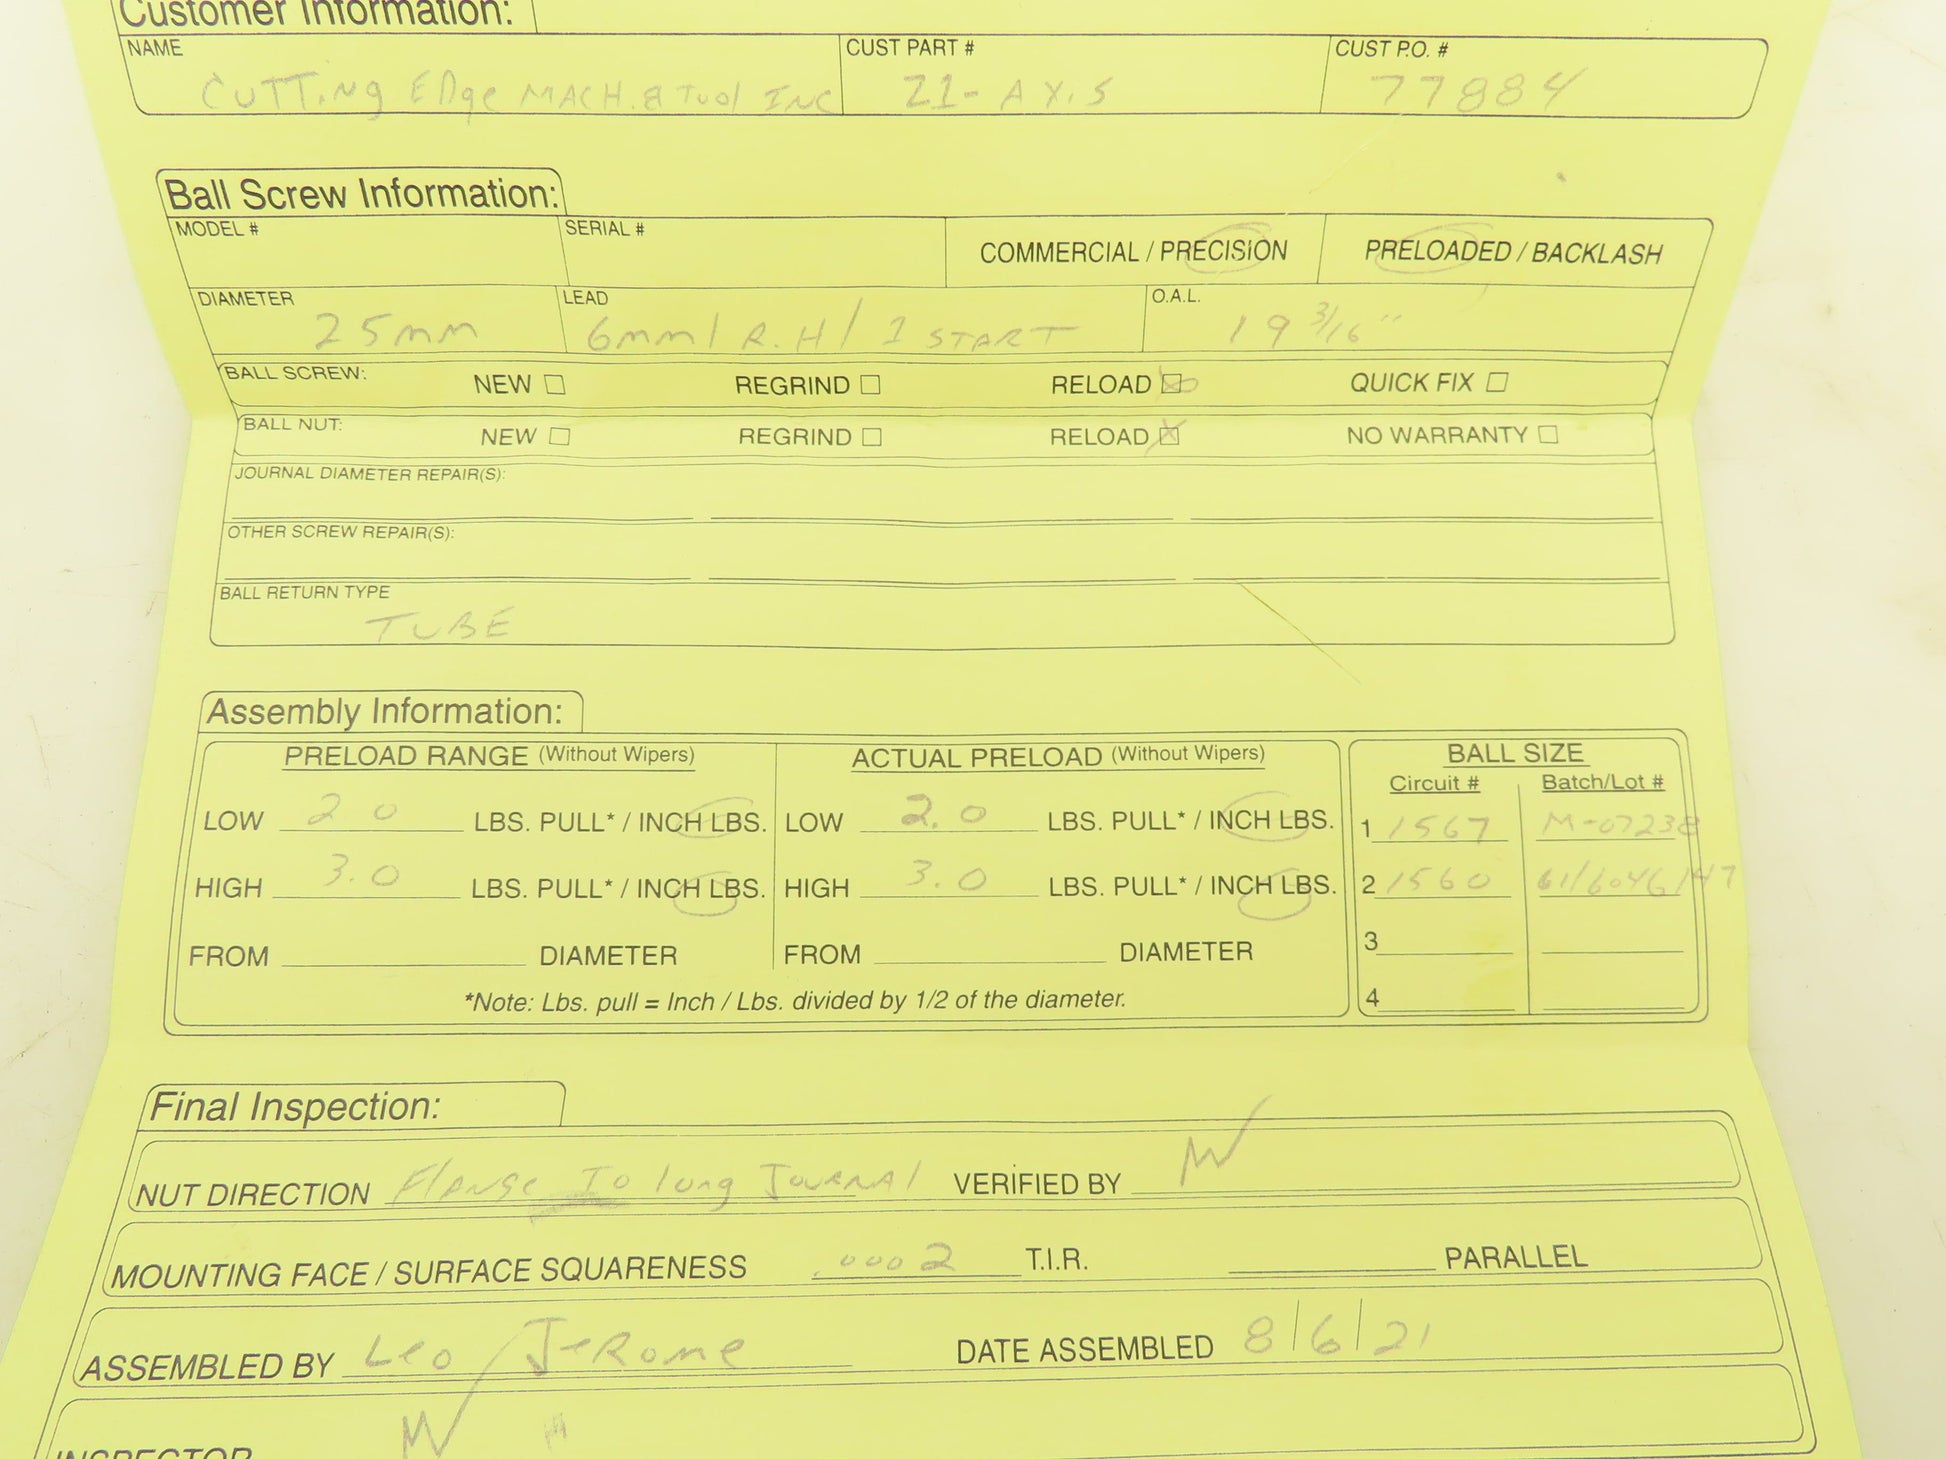 Customer Information:
NAME CUST PART # CUST P.O. #
CUTTiNg EDge MACH. & Tool INC Z1-AXiS 77884
Ball Screw Information:
MODEL # SERIAL # COMMERCIAL / PRECISION PRELOADED / BACKLASH
DIAMETER LEAD O.A.L.
25mm 6mm / R.H / 1 START 19 3/16"
BALL SCREW: NEW REGRIND RELOAD QUICK FIX
BALL NUT: NEW REGRIND RELOAD NO WARRANTY
JOURNAL DIAMETER REPAIR(S):
OTHER SCREW REPAIR(S):
BALL RETURN TYPE
TUBE
Assembly Information:
PRELOAD RANGE (Without Wipers) ACTUAL PRELOAD (Without Wipers) BALL SIZE
Circuit # Batch/Lot #
LOW 2 0 LBS. PULL* / INCH LBS. LOW 2.0 LBS. PULL* / INCH LBS. 1 1567 M-07238
HIGH 3.0 LBS. PULL* / INCH LBS. HIGH 3.0 LBS. PULL* / INCH LBS. 2 1560
FROM DIAMETER FROM DIAMETER 3
*Note: Lbs. pull = Inch / Lbs. divided by 1/2 of the diameter. 4
Final Inspection:
NUT DIRECTION Flange To long Journal VERIFIED BY
MOUNTING FACE / SURFACE SQUARENESS .0002 T.I.R. PARALLEL
ASSEMBLED BY Leo Jerome DATE ASSEMBLED 8/6/21
INSPECTOR